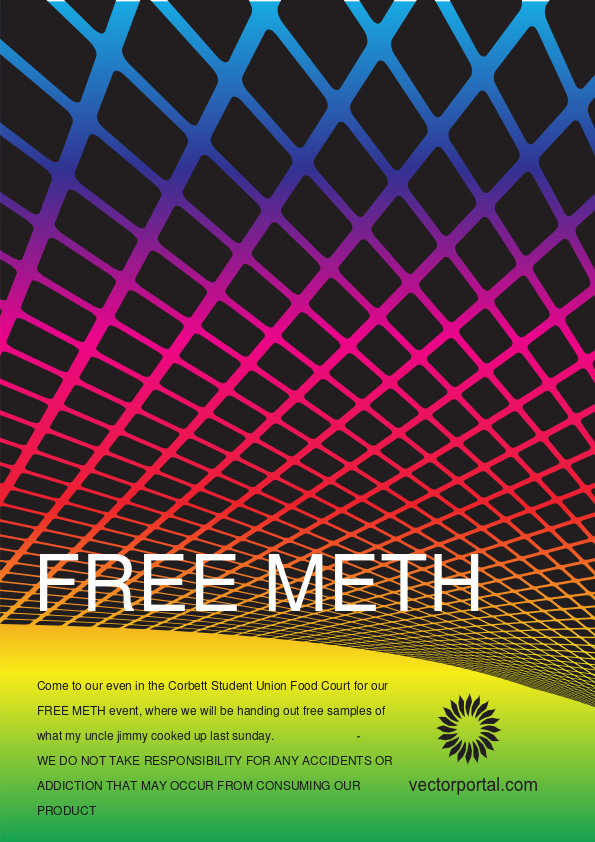 FREE METH
Come to our even in the Corbett Student Union Food Court for our
FREE METH event, where we will be handing out free samples of
what my uncle jimmy cooked up last sunday. -
WE DO NOT TAKE RESPONSIBILITY FOR ANY ACCIDENTS OR
ADDICTION THAT MAY OCCUR FROM CONSUMING OUR
PRODUCT
vectorportal.com